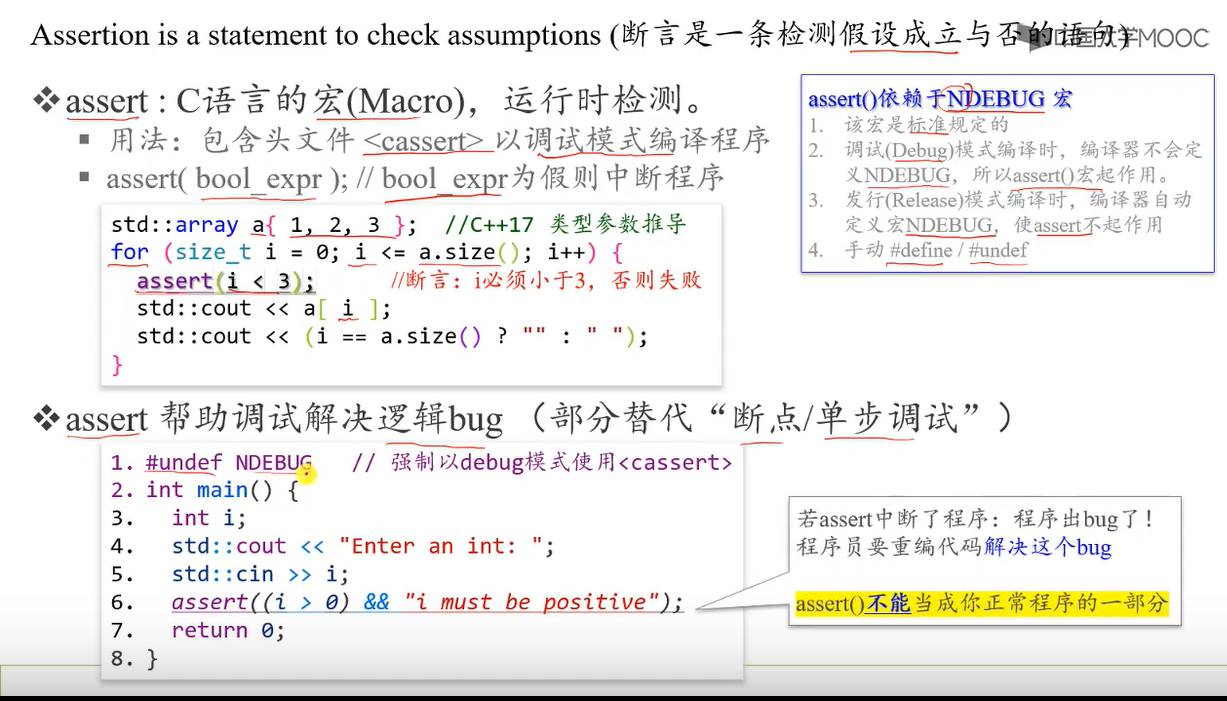 Assertion is a statement to check assumptions (断言是一条检测假设成立与否的语句)
中国大学MOOC
❖assert : C语言的宏(Macro)，运行时检测。
▪ 用法：包含头文件 <cassert> 以调试模式编译程序
▪ assert( bool_expr ); // bool_expr为假则中断程序
std::array a{ 1, 2, 3 }; //C++17 类型参数推导
for (size_t i = 0; i <= a.size(); i++) {
assert(i < 3); //断言：i必须小于3，否则失败
std::cout << a[ i ];
std::cout << (i == a.size() ? "" : " ");
}
assert()依赖于NDEBUG 宏
1. 该宏是标准规定的
2. 调试(Debug)模式编译时，编译器不会定
义NDEBUG，所以assert()宏起作用。
3. 发行(Release)模式编译时，编译器自动
定义宏NDEBUG，使assert不起作用
4. 手动 #define / #undef
❖assert 帮助调试解决逻辑bug （部分替代“断点/单步调试”）
1. #undef NDEBUG // 强制以debug模式使用<cassert>
2. int main() {
3. int i;
4. std::cout << "Enter an int: ";
5. std::cin >> i;
6. assert((i > 0) && "i must be positive");
7. return 0;
8. }
若assert中断了程序：程序出bug了！
程序员要重编代码解决这个bug
assert()不能当成你正常程序的一部分